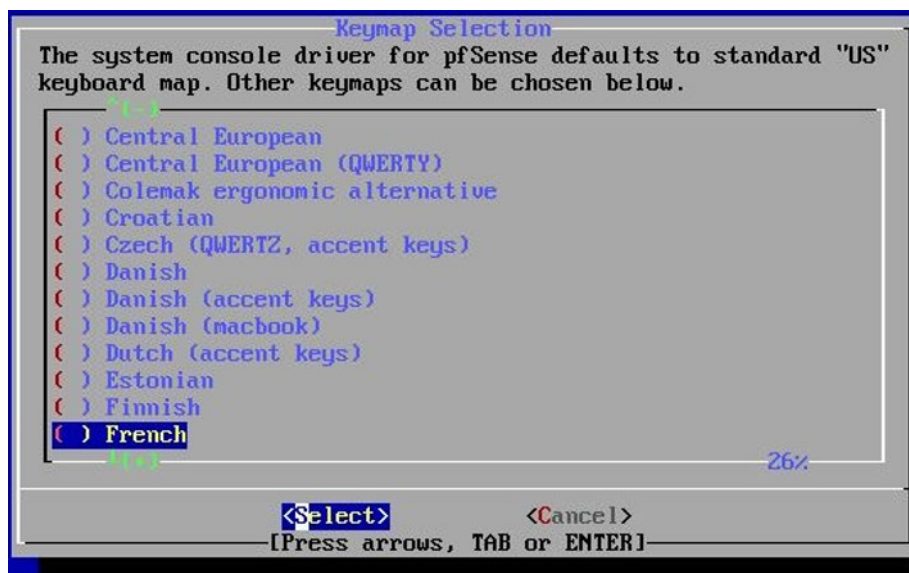 Keymap Selection
The system console driver for pfSense defaults to standard "US"
keyboard map. Other keymaps can be chosen below.
^(-)
( ) Central European
( ) Central European (QWERTY)
( ) Colemak ergonomic alternative
( ) Croatian
( ) Czech (QWERTZ, accent keys)
( ) Danish
( ) Danish (accent keys)
( ) Danish (macbook)
( ) Dutch (accent keys)
( ) Estonian
( ) Finnish
( ) French
(+) 26%
<Select> <Cancel>
[Press arrows, TAB or ENTER]